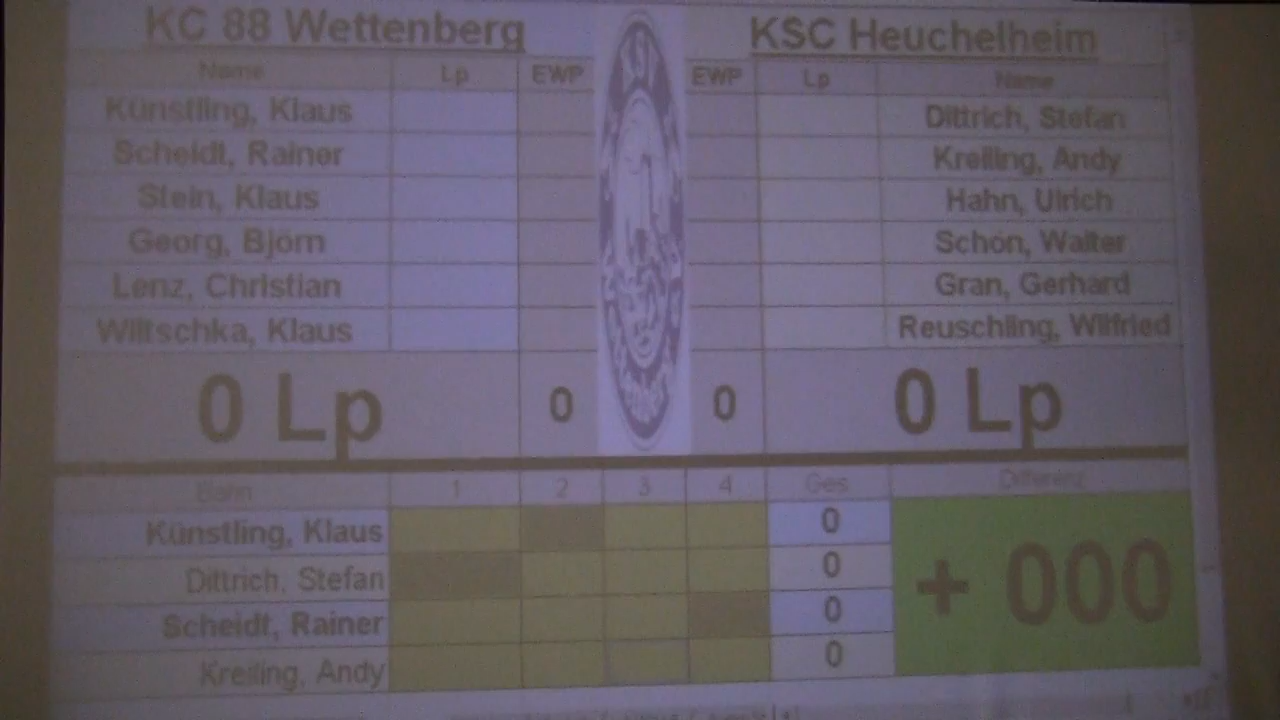 KC 88 Wettenberg KSC Heuchelheim
Name Lp EWP EWP Lp Name
Künstling, Klaus Dittrich, Stefan
Scheidt, Rainer Kreiling, Andy
Stein, Klaus Hahn, Ulrich
Georg, Björn Schön, Walter
Lenz, Christian Gran, Gerhard
Wiltschka, Klaus Reuschling, Wilfried
0 Lp 0 0 0 Lp
Bahn 1 2 3 4 Ges Differenz
Künstling, Klaus 0
Dittrich, Stefan 0
+ 000
Scheidt, Rainer 0
Kreiling, Andy 0